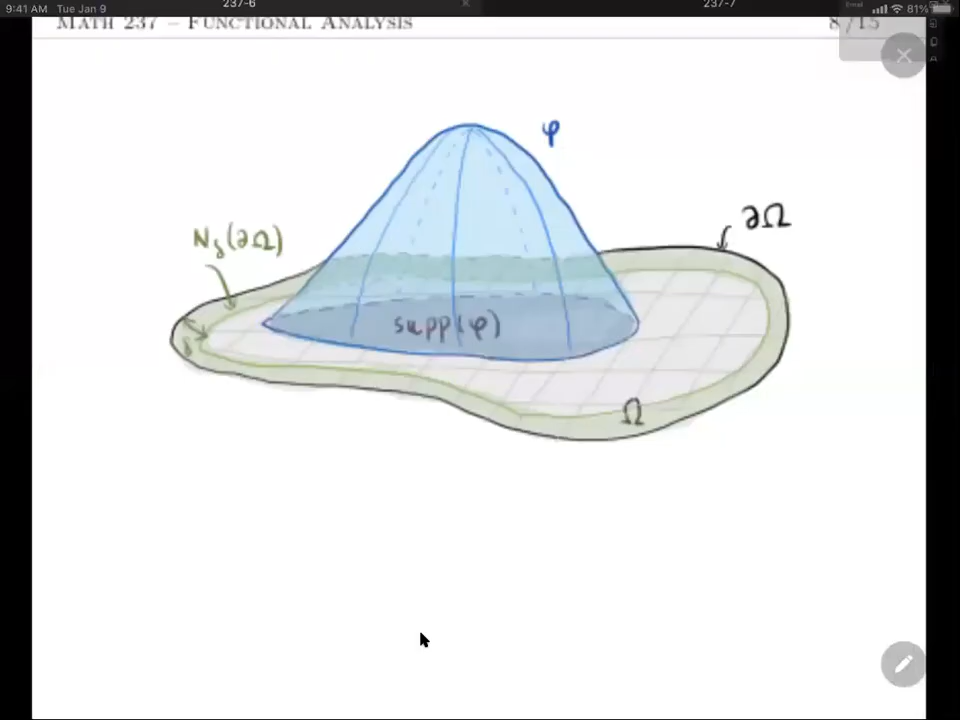 9:41 AM Tue Jan 9
237-6
237-7
81%
MATH 237 – FUNCTIONAL ANALYSIS
8/15
φ
∂Ω
N_δ(∂Ω)
supp(φ)
δ
Ω